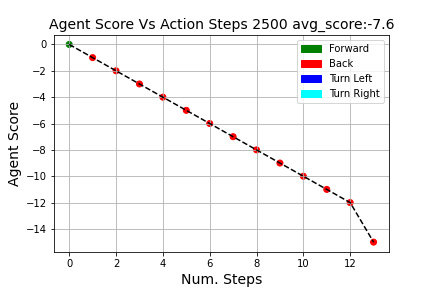 Agent Score Vs Action Steps 2500 avg_score:-7.6
Forward
Back
Turn Left
Turn Right
Agent Score
0
−2
−4
−6
−8
−10
−12
−14
0 2 4 6 8 10 12
Num. Steps